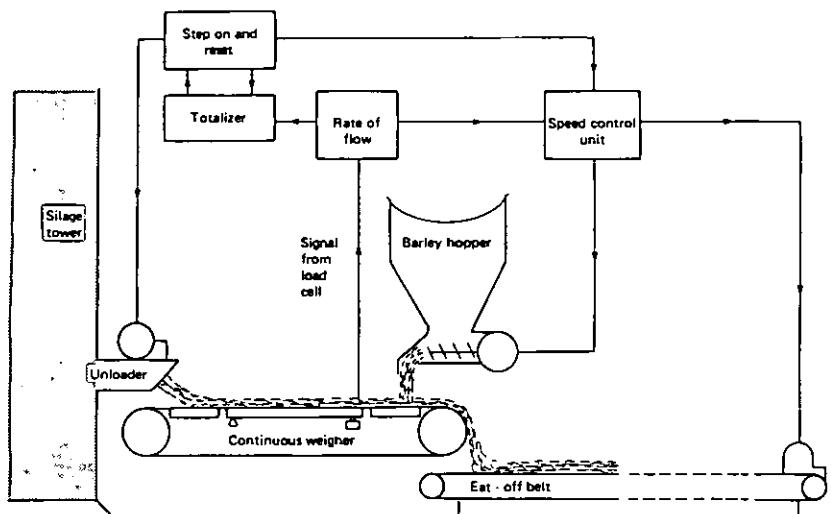 Step on and
reset
Totalizer
Rate of
flow
Speed control
unit
Silage
tower
Signal
from
load
cell
Barley hopper
Unloader
Continuous weigher
Eat - off belt